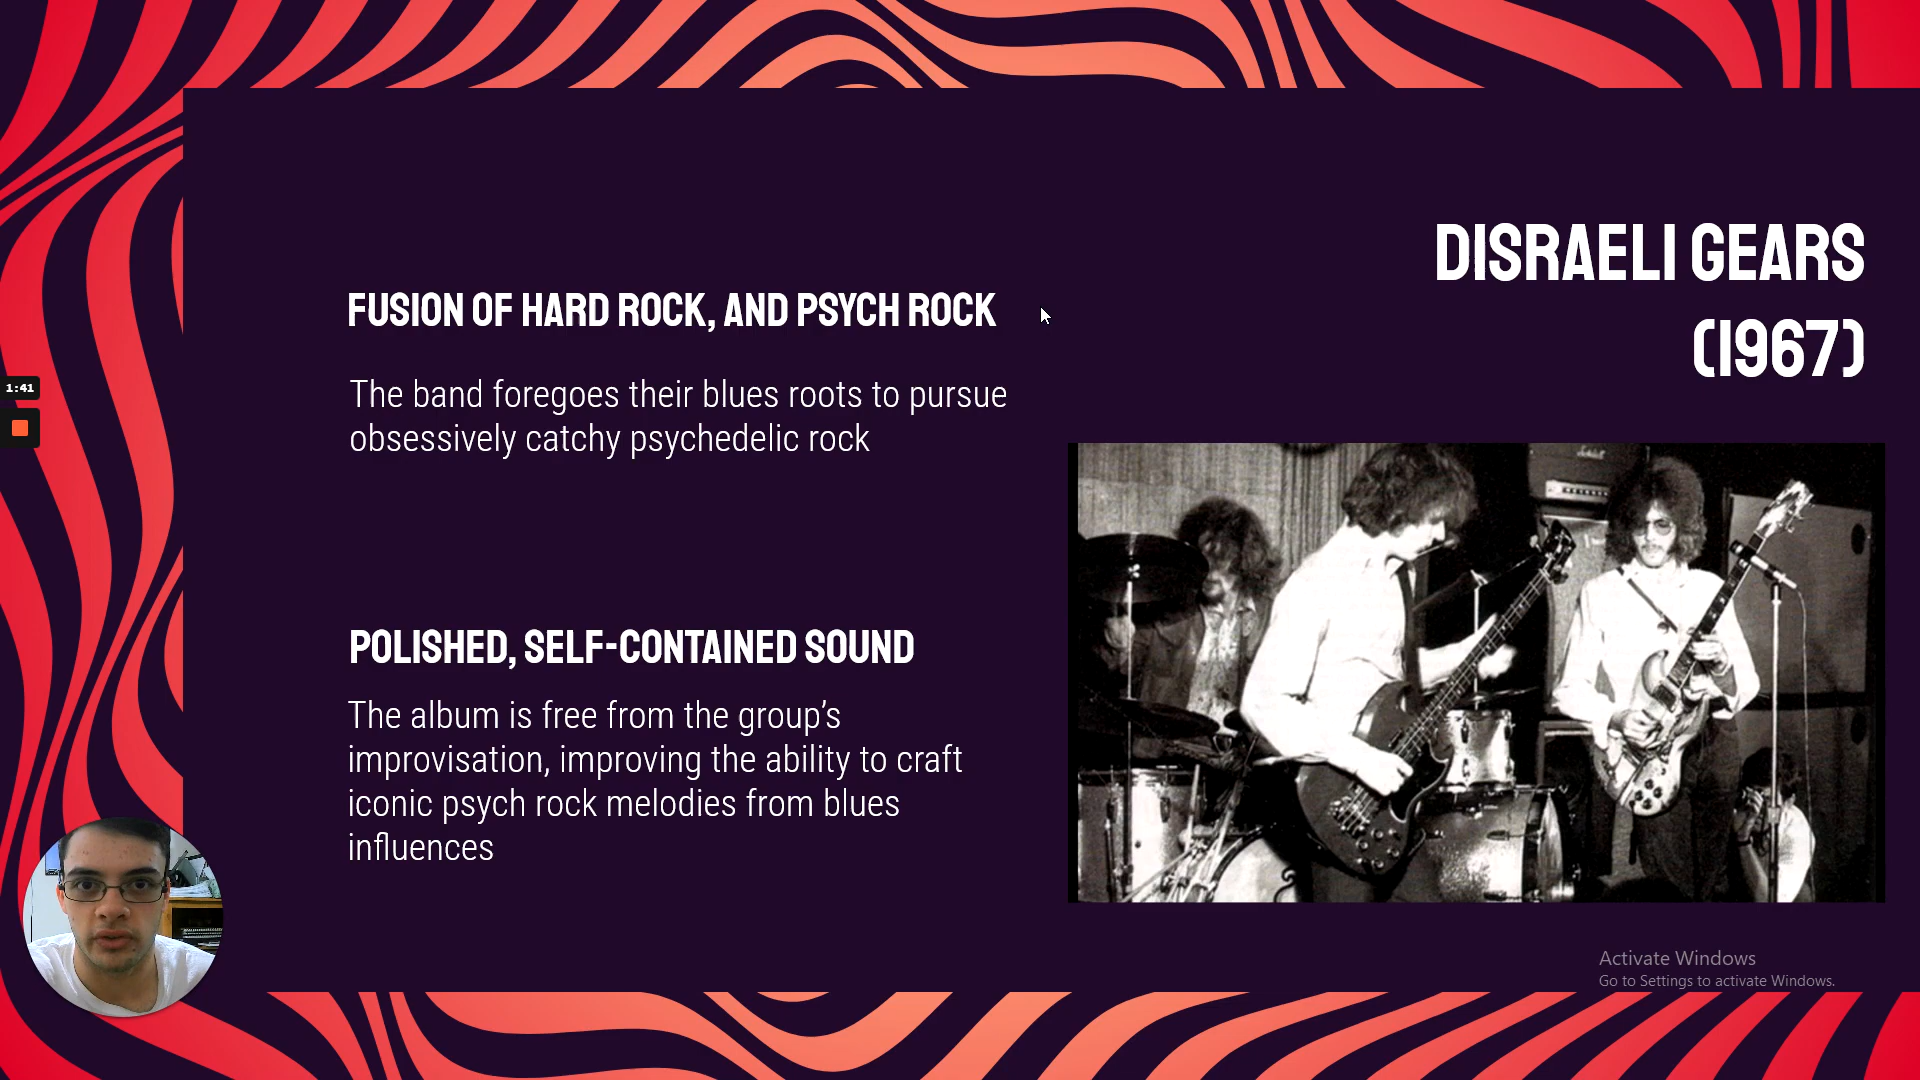 DISRAELI GEARS
(1967)
FUSION OF HARD ROCK, AND PSYCH ROCK
The band foregoes their blues roots to pursue
obsessively catchy psychedelic rock
1:41
POLISHED, SELF-CONTAINED SOUND
The album is free from the group's
improvisation, improving the ability to craft
iconic psych rock melodies from blues
influences
Activate Windows
Go to Settings to activate Windows.